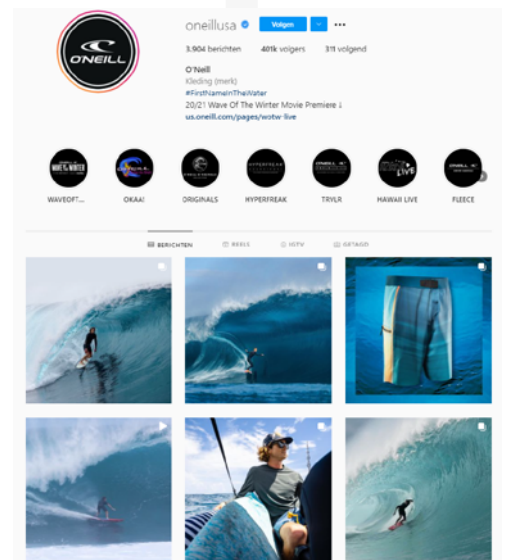 oneillusa Volgen
3.904 berichten 401k volgers 311 volgend
O'Neill
Kleding (merk)
#FirstNameInTheWater
20/21 Wave Of The Winter Movie Premiere ↓
us.oneill.com/pages/wotw-live
O'NEILL
WAVEOFT... OKAA! ORIGINALS HYPERFREAK TRYLR HAWAII LIVE FLEECE
BERICHTEN REELS IGTV GETAGD